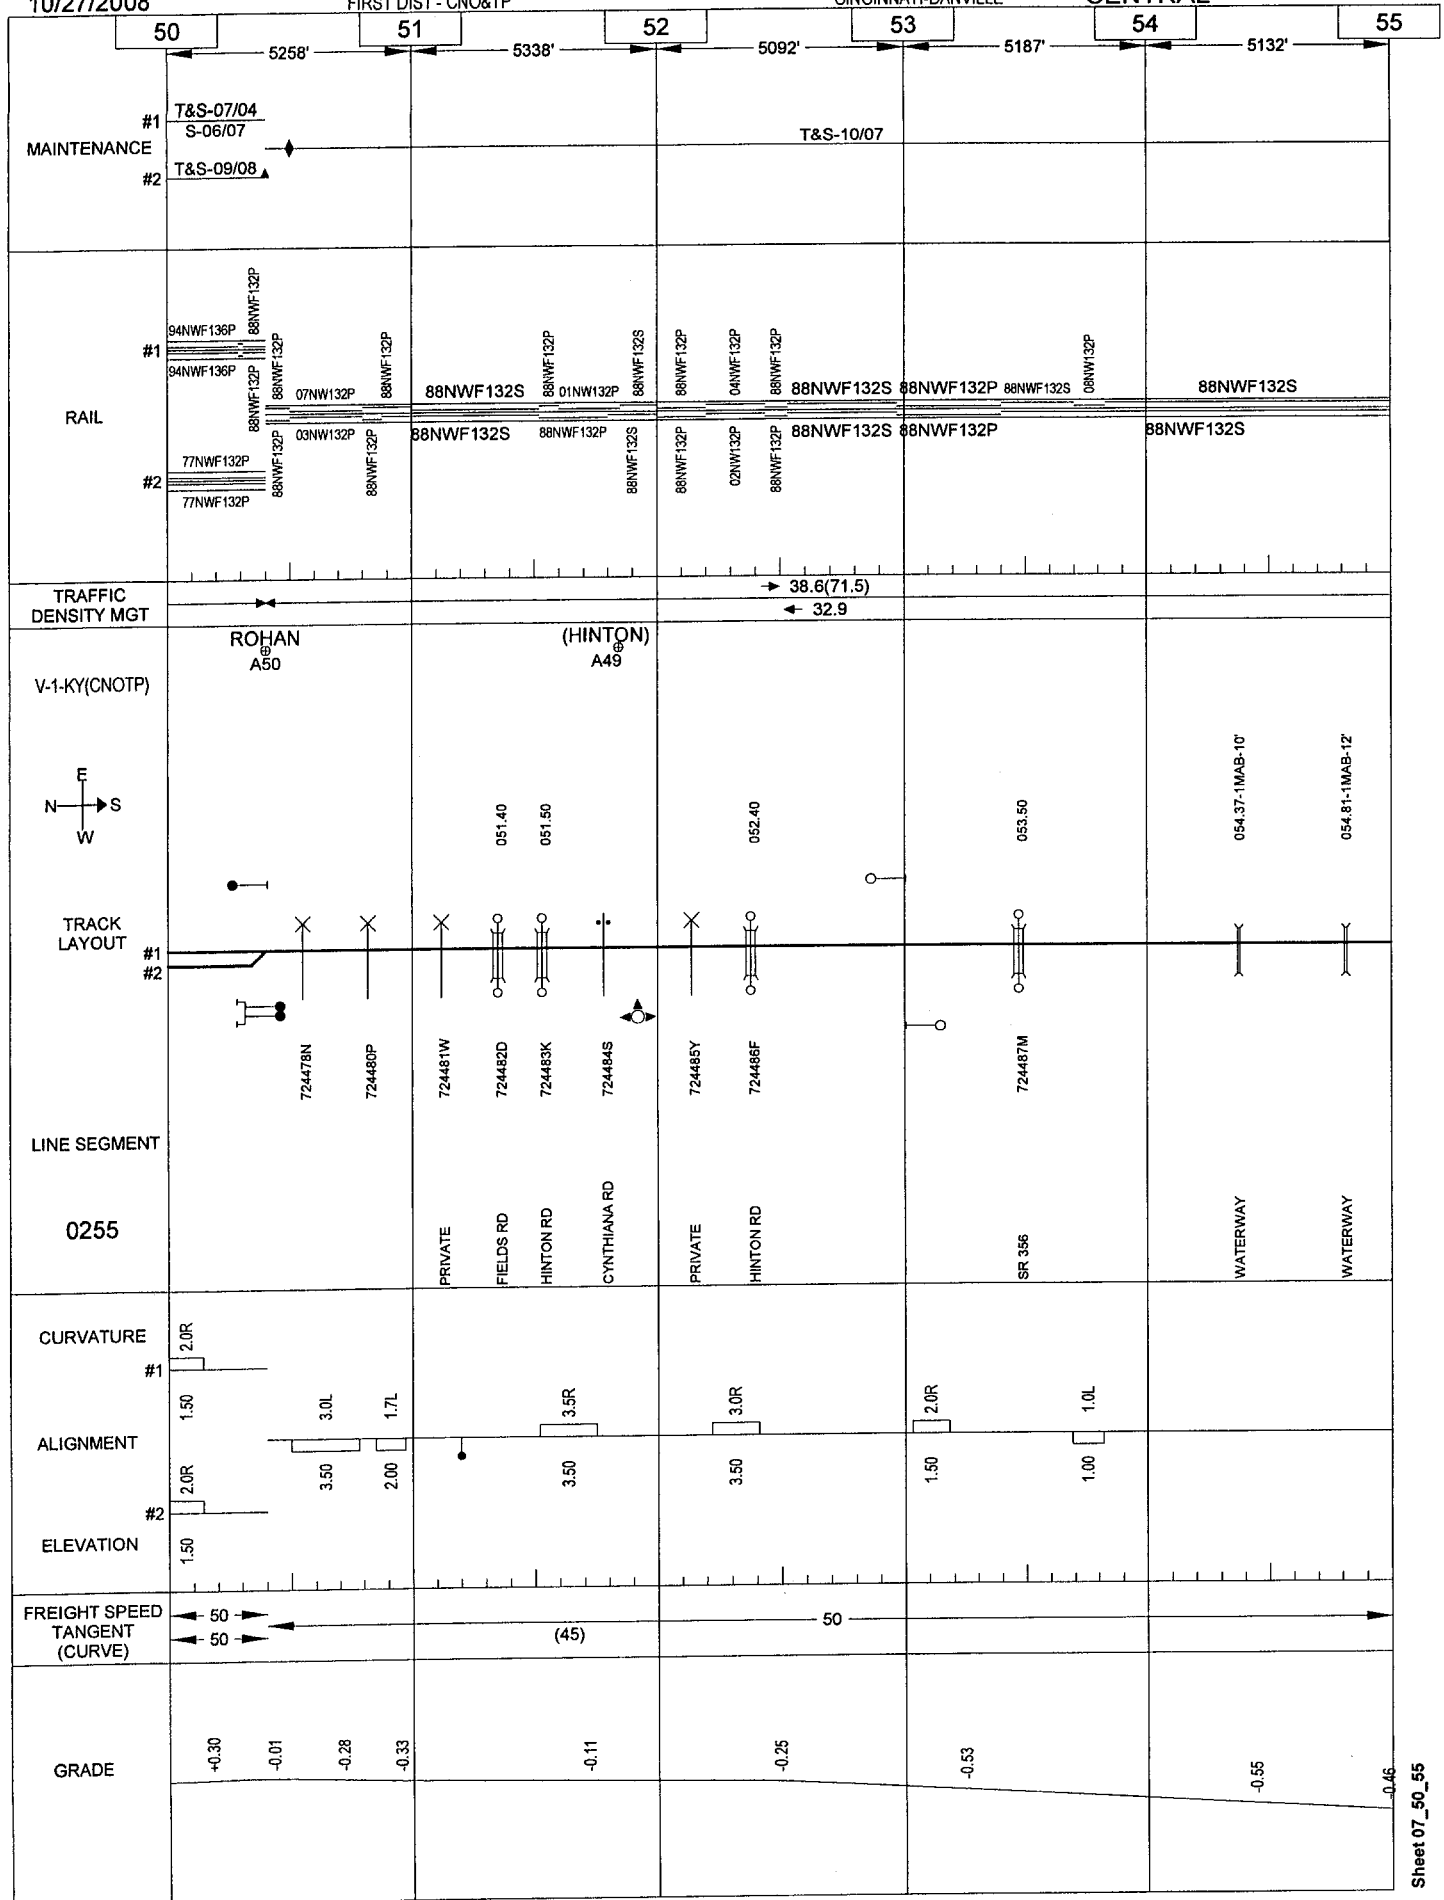 10/27/2008 FIRST DIST - CNO&TP CINCINNATI-DANVILLE CENTRAL
50 51 52 53 54 55
5258' 5338' 5092' 5187' 5132'
MAINTENANCE
#1 T&S-07/04
S-06/07
T&S-10/07
#2 T&S-09/08
RAIL
#1
94NWF136P
94NWF136P
88NWF132P
88NWF132P
#2
77NWF132P
77NWF132P
88NWF132P 07NW132P 88NWF132P 88NWF132S 88NWF132P 01NW132P 88NWF132S 88NWF132P 04NWF132P 88NWF132P 88NWF132S 88NWF132P 88NWF132S 08NW132P 88NWF132S
88NWF132P 03NW132P 88NWF132P 88NWF132S 88NWF132P 88NWF132S 88NWF132P 02NW132P 88NWF132P 88NWF132S 88NWF132P 88NWF132S
TRAFFIC
DENSITY MGT
38.6(71.5)
32.9
ROHAN
A50
(HINTON)
A49
V-1-KY(CNOTP)
E
N S
W
051.40 051.50 052.40 053.50 054.37-1MAB-10' 054.81-1MAB-12'
TRACK
LAYOUT
#1
#2
724478N 724480P 724481W 724482D 724483K 724484S 724485Y 724486F 724487M
LINE SEGMENT
0255
PRIVATE FIELDS RD HINTON RD CYNTHIANA RD PRIVATE HINTON RD SR 356 WATERWAY WATERWAY
CURVATURE
#1
2.0R
1.50
3.0L 1.7L 3.5R 3.0R 2.0R 1.0L
ALIGNMENT
3.50 2.00 3.50 3.50 1.50 1.00
#2
2.0R
1.50
ELEVATION
FREIGHT SPEED
TANGENT
(CURVE)
50
50
50
(45)
GRADE
+0.30 -0.01 -0.28 -0.33 -0.11 -0.25 -0.53 -0.55 -0.46
Sheet 07_50_55